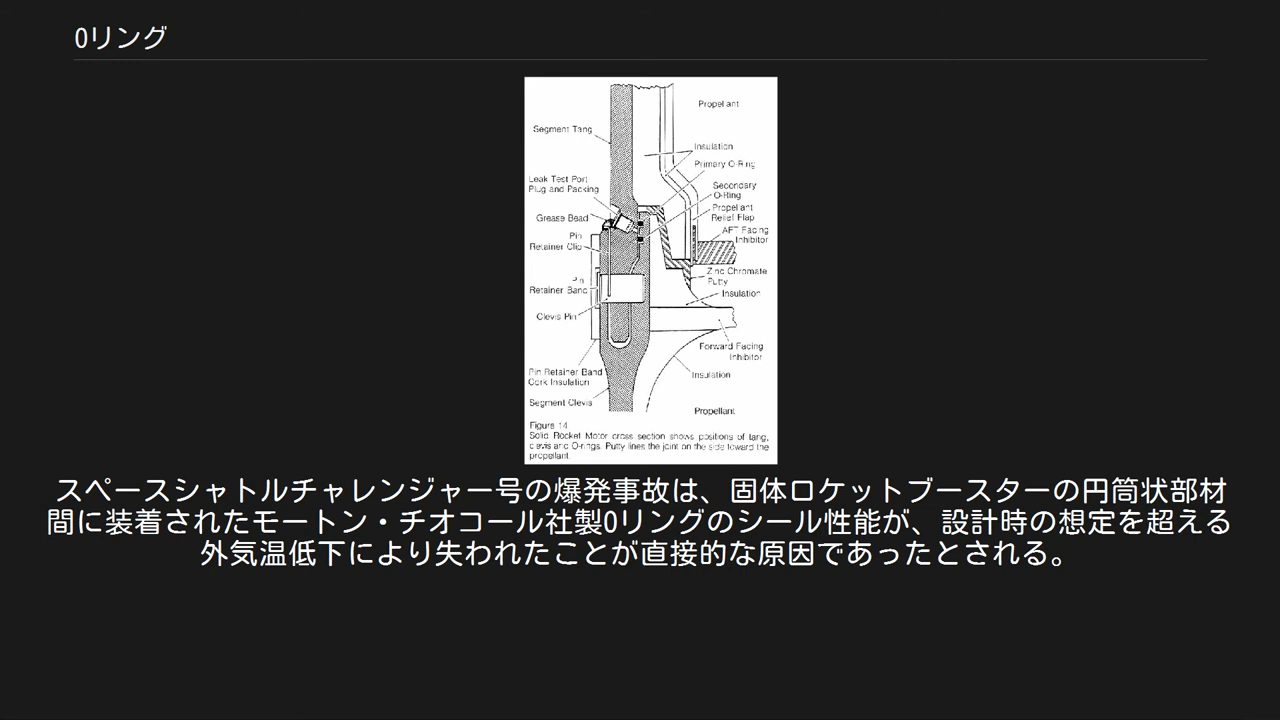 Oリング
Propellant
Segment Tang
Insulation
Primary O-Ring
Leak Test Port
Plug and Packing
Secondary
O-Ring
Propellant
Relief Flap
Grease Bead
AFT Facing
Inhibitor
Pin
Retainer Clip
Zinc Chromate
Putty
Pin
Retainer Band
Insulation
Clevis Pin
Forward Facing
Inhibitor
Pin Retainer Band
Cork Insulation
Insulation
Segment Clevis
Propellant
Figure 14
Solid Rocket Motor cross section shows positions of tang,
clevis and O-rings. Putty lines the joint on the side toward the
propellant.
スペースシャトルチャレンジャー号の爆発事故は、固体ロケットブースターの円筒状部材
間に装着されたモートン・チオコール社製Oリングのシール性能が、設計時の想定を超える
外気温低下により失われたことが直接的な原因であったとされる。